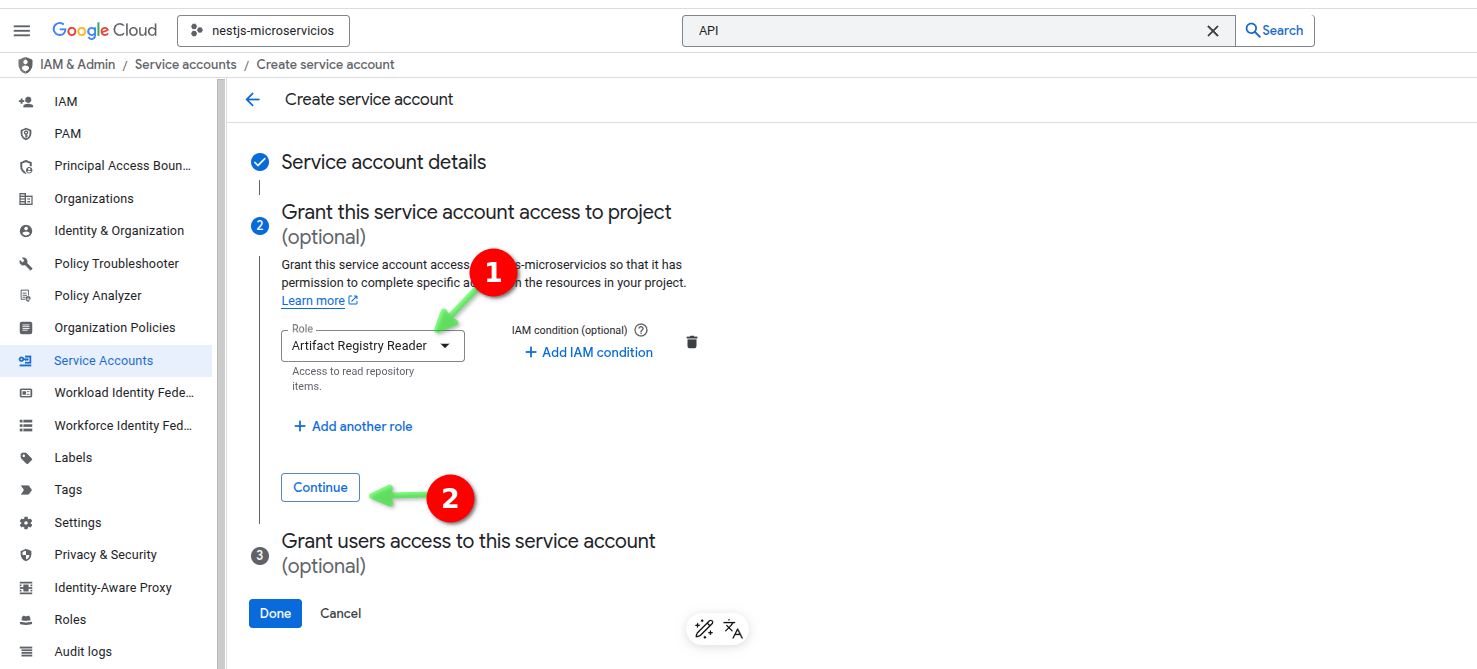 Google Cloud
nestjs-microservicios
API
Search
IAM & Admin / Service accounts / Create service account
IAM
PAM
Principal Access Boun...
Organizations
Identity & Organization
Policy Troubleshooter
Policy Analyzer
Organization Policies
Service Accounts
Workload Identity Fede...
Workforce Identity Fed...
Labels
Tags
Settings
Privacy & Security
Identity-Aware Proxy
Roles
Audit logs
Create service account
Service account details
2
Grant this service account access to project
(optional)
Grant this service account access s-microservicios so that it has
permission to complete specific n the resources in your project.
Learn more
1
Role
Artifact Registry Reader
Access to read repository
items.
IAM condition (optional) ?
+ Add IAM condition
+ Add another role
Continue
2
3
Grant users access to this service account
(optional)
Done
Cancel